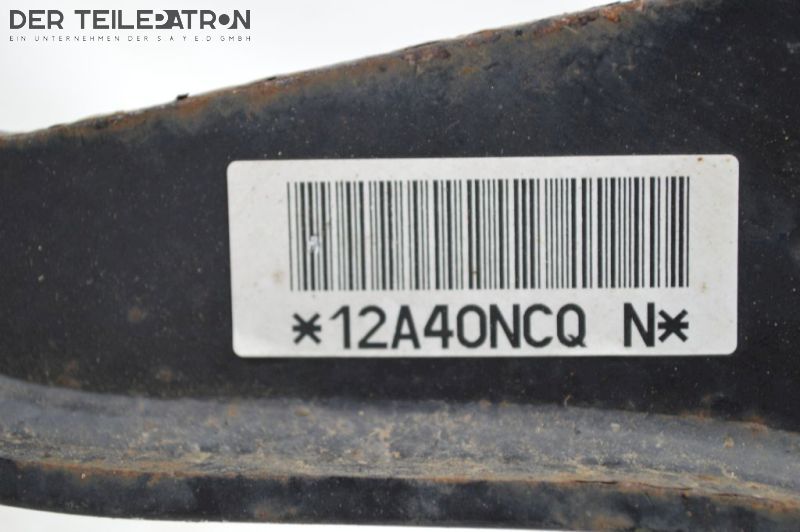 DER TEILEPATRON
EIN UNTERNEHMEN DER S A Y E.D GMBH
*12A40NCQ N*